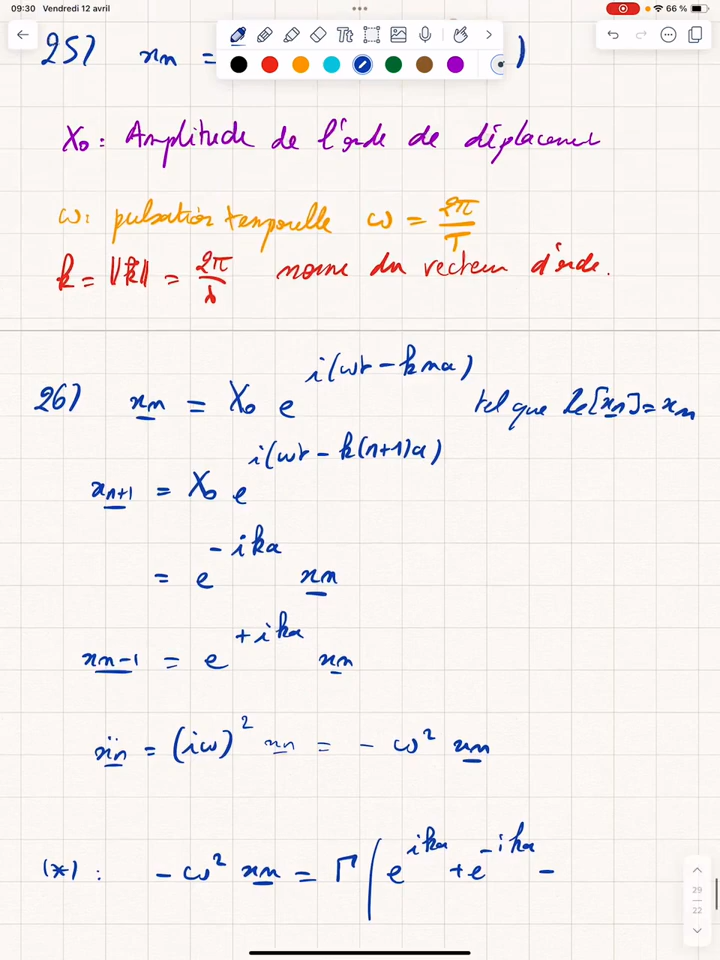 09:30 Vendredi 12 avril 66 %
25) xn = )
X₀ : Amplitude de l'onde de déplacement
ω : pulsation temporelle ω = 2π/T
k = ||k|| = 2π/λ norme du vecteur d'onde.
26) xn = X₀ e^{i(ωt - kna)} tel que Re[xn] = xn
xn+1 = X₀ e^{i(ωt - k(n+1)a)}
= e^{-ika} xn
xn-1 = e^{+ika} xn
ẍn = (iω)² xn = - ω² xn
(*) : - ω² xn = Γ ( e^{ika} + e^{-ika} -
29
22